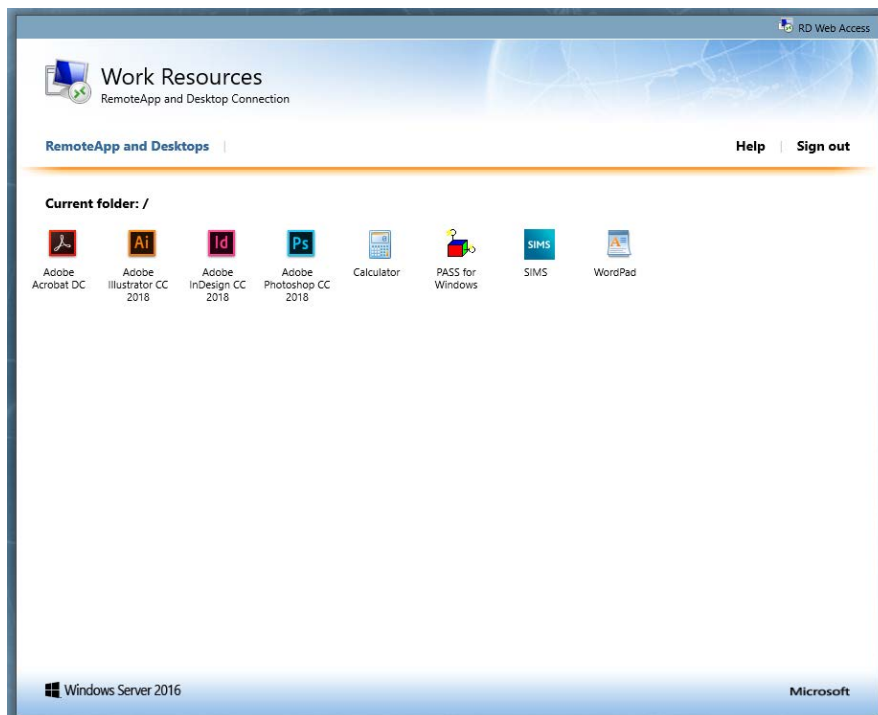 RD Web Access
Work Resources
RemoteApp and Desktop Connection
RemoteApp and Desktops
Help
Sign out
Current folder: /
Ai
Id
Ps
SIMS
A
Adobe Acrobat DC
Adobe Illustrator CC 2018
Adobe InDesign CC 2018
Adobe Photoshop CC 2018
Calculator
PASS for Windows
SIMS
WordPad
Windows Server 2016
Microsoft